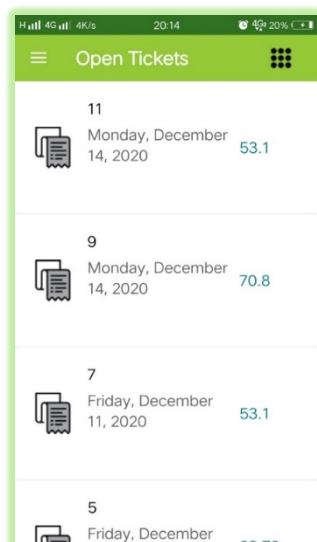 H 4G 4K/s 20:14 4G+ 20%
Open Tickets
11
Monday, December
14, 2020
53.1
9
Monday, December
14, 2020
70.8
7
Friday, December
11, 2020
53.1
5
Friday, December